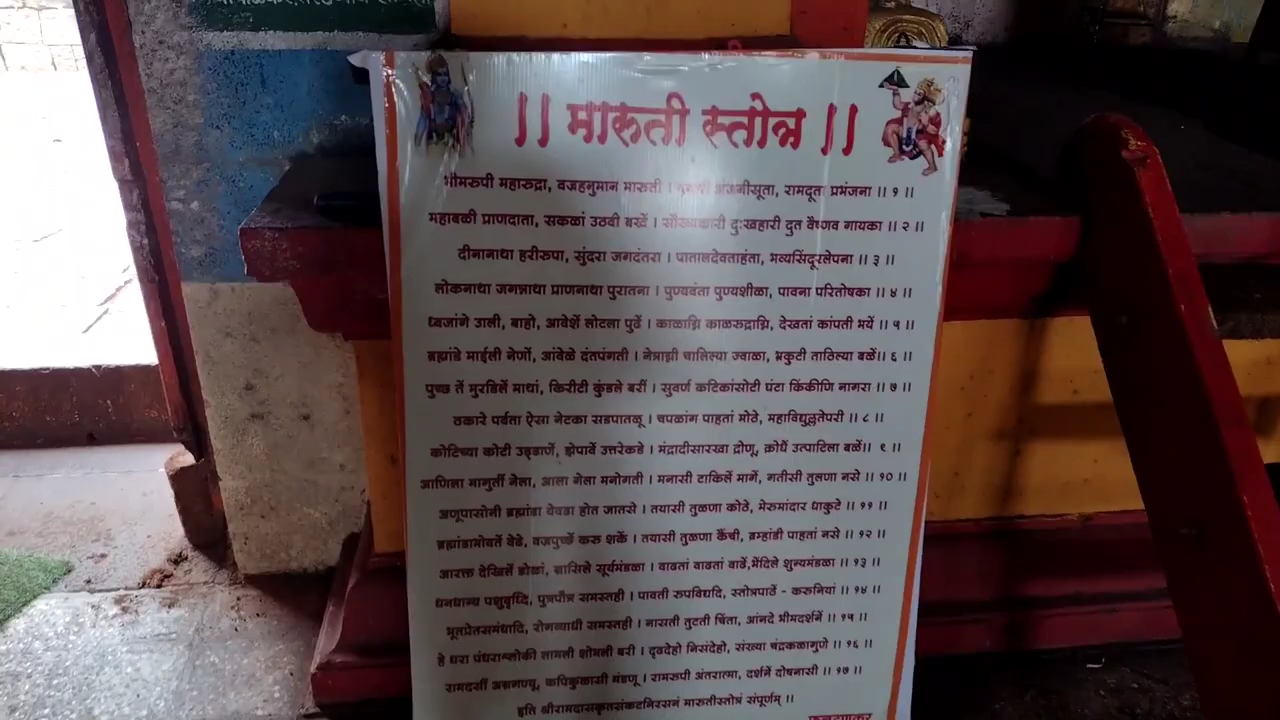 || मारुती स्तोत्र ||
भीमरुपी महारुद्रा, वज्रहनुमान मारुती । अंजनीसूता, रामदूता प्रभंजना ।। १ ।।
महाबळी प्राणदाता, सकळां उठवी बळें । सौख्यकारी दुःखहारी दुत वैष्णव गायका ।। २ ।।
दीनानाथा हरीरुपा, सुंदरा जगदंतरा । पातालदेवताहंता, भव्यसिंदूरलेपना ।। ३ ।।
लोकनाथा जगन्नाथा प्राणनाथा पुरातना । पुण्यवंता पुण्यशीळा, पावना परितोषका ।। ४ ।।
ध्वजांगे उाली, बाहो, आवेशें लोटला पुढें । काळाग्नि काळरुद्राग्नि, देखतां कांपती भयें ।। ५ ।।
ब्रह्मांडे माईली नेणों, आंवेळे दंतपंगती । नेत्राग्नी चालिल्या ज्वाळा, भ्रकुटी ताठिल्या बळें।। ६ ।।
पुच्छ तें मुरडिलें माथां, किरीटी कुंडले बरीं । सुवर्ण कटिकांसोटी घंटा किंकीणि नागरा ।। ७ ।।
ठकारे पर्वता ऐसा नेटका सडपातळू । चपळांग पाहतां मोठे, महाविद्युल्लतेपरी ।। ८ ।।
कोटिच्या कोटी उड्डाणें, झेपावें उत्तरेकडे । मंद्रादीसारखा द्रोणू, क्रोधें उत्पाटिला बळें।। ९ ।।
आणिला मागुर्ती नेला, आला गेला मनोगती । मनासी टाकिलें मागें, गतीसी तुलणा नसे ।। १० ।।
अणूपासोनी ब्रह्मांडा येवढा होत जातसे । तयासी तुळणा कोठे, मेरुमांदार धाकुटे ।। ११ ।।
ब्रह्मांडाभोवतें वेढे, वज्रपुच्छें करु शकें । तयासी तुळणा कैंची, ब्रम्हांडी पाहतां नसे ।। १२ ।।
आरक्त देखिलें डोळां, ग्रासिले सूर्यमंडळा । वाढतां वाढतां वाढें,भेंदिले शुन्यमंडळा ।। १३ ।।
धनधान्य पशुवृध्दि, पुत्रपौत्र समस्तही । पावती रुपविद्यदि, स्तोत्रपाठें - करुनियां ।। १४ ।।
भूतप्रेतसमंधादि, रोगव्याधी समस्तही । नासती तुटती चिंता, आंनदे भीमदर्शनें ।। १५ ।।
हे धरा पंधराश्लोकी लाभली शोभली बरी । दृढदेहो निसंदेहो, संख्या चंद्रकळागुणे ।। १६ ।।
रामदासीं अग्रगण्यू, कपिकुळासी मंडणू । रामरुपी अंतरात्मा, दर्शनें दोषनासी ।। १७ ।।
इति श्रीरामदासकृतसंकटनिरसनं मारुतीस्तोत्रं संपूर्णम् ।।